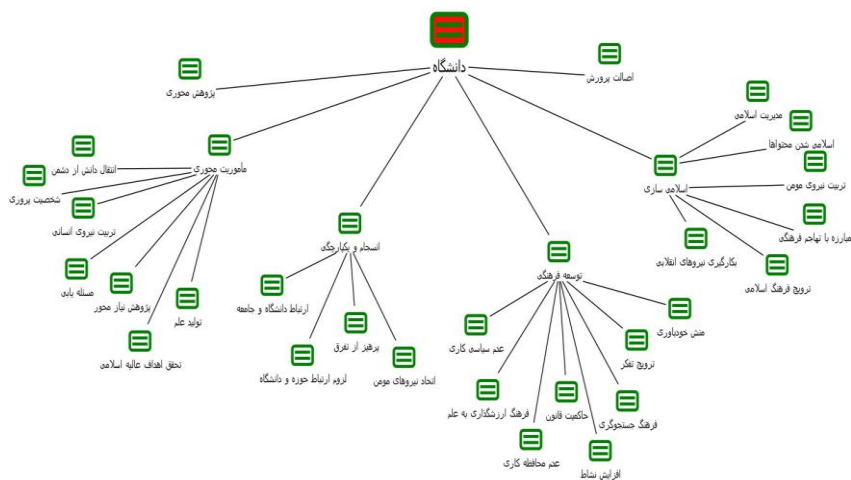 دانشگاه
اصالت پرورش
پژوهش محوری
مدیریت اسلامی
اسلامی شدن محتواها
تربیت نیروی مومن
اسلامی سازی
مبارزه با تهاجم فرهنگی
بکارگیری نیروهای انقلابی
ترویج فرهنگ اسلامی
مأموریت محوری
انتقال دانش از دشمن
شخصیت پروری
تربیت نیروی انسانی
مسئله یابی
پژوهش نیاز محور
تولید علم
تحقق اهداف عالیه اسلامی
انسجام و یکپارچگی
ارتباط دانشگاه و جامعه
پرهیز از تفرق
لزوم ارتباط حوزه و دانشگاه
اتحاد نیروهای مومن
توسعه فرهنگی
منش خودباوری
عدم سیاسی کاری
ترویج تفکر
فرهنگ ارزشگذاری به علم
حاکمیت قانون
فرهنگ جستجوگری
عدم محافظه کاری
افزایش نشاط